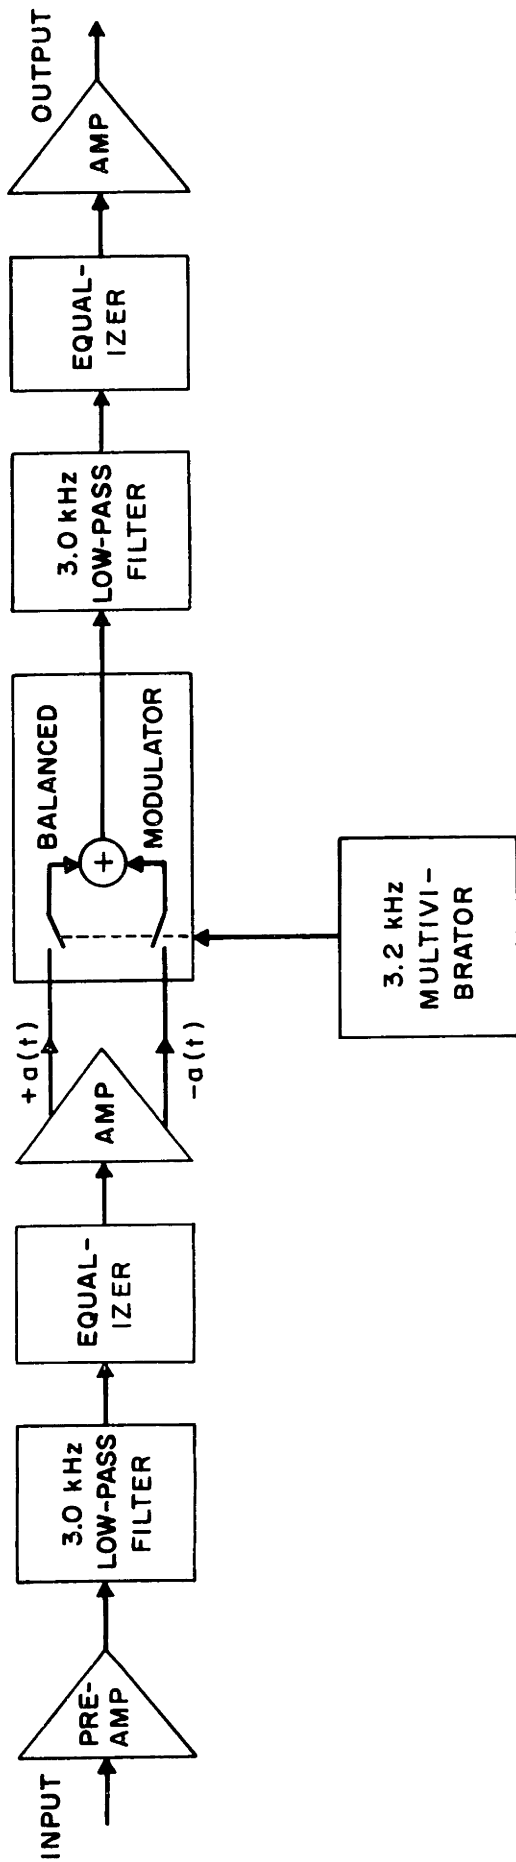 INPUT
PRE-
AMP
3.0 kHz
LOW-PASS
FILTER
EQUAL-
IZER
AMP
+a(t)
-a(t)
BALANCED
MODULATOR
3.2 kHz
MULTIVI-
BRATOR
3.0 kHz
LOW-PASS
FILTER
EQUAL-
IZER
AMP
OUTPUT